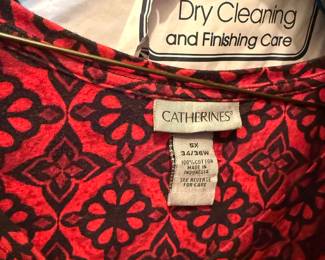 Dry Cleaning
and Finishing Care
CATHERINES®
5X
34/36W
100% COTTON
MADE IN
INDONESIA
SEE REVERSE
FOR CARE